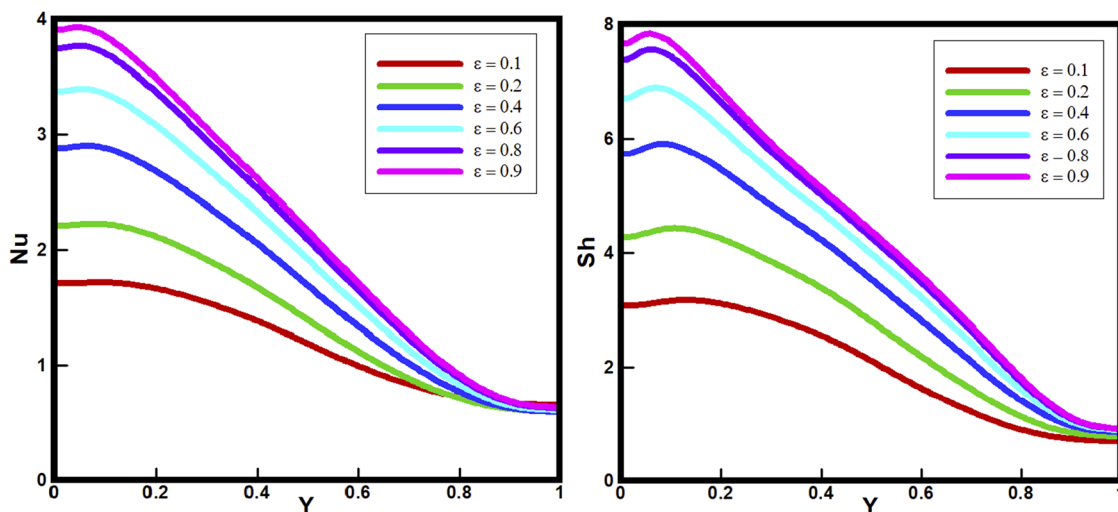 4
3
2
1
0
Nu
0
0.2
0.4
0.6
0.8
1
Y
ε = 0.1
ε = 0.2
ε = 0.4
ε = 0.6
ε = 0.8
ε = 0.9
8
6
4
2
0
Sh
0
0.2
0.4
0.6
0.8
1
Y
ε = 0.1
ε = 0.2
ε = 0.4
ε = 0.6
ε – 0.8
ε = 0.9